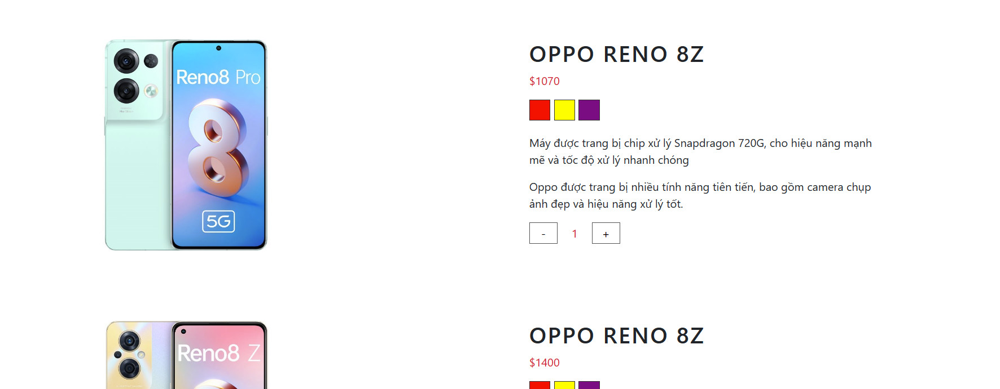 OPPO RENO 8Z
$1070
Reno8 Pro
5G
Máy được trang bị chip xử lý Snapdragon 720G, cho hiệu năng mạnh
mẽ và tốc độ xử lý nhanh chóng
Oppo được trang bị nhiều tính năng tiên tiến, bao gồm camera chụp
ảnh đẹp và hiệu năng xử lý tốt.
- 1 +
OPPO RENO 8Z
Reno8 Z
$1400